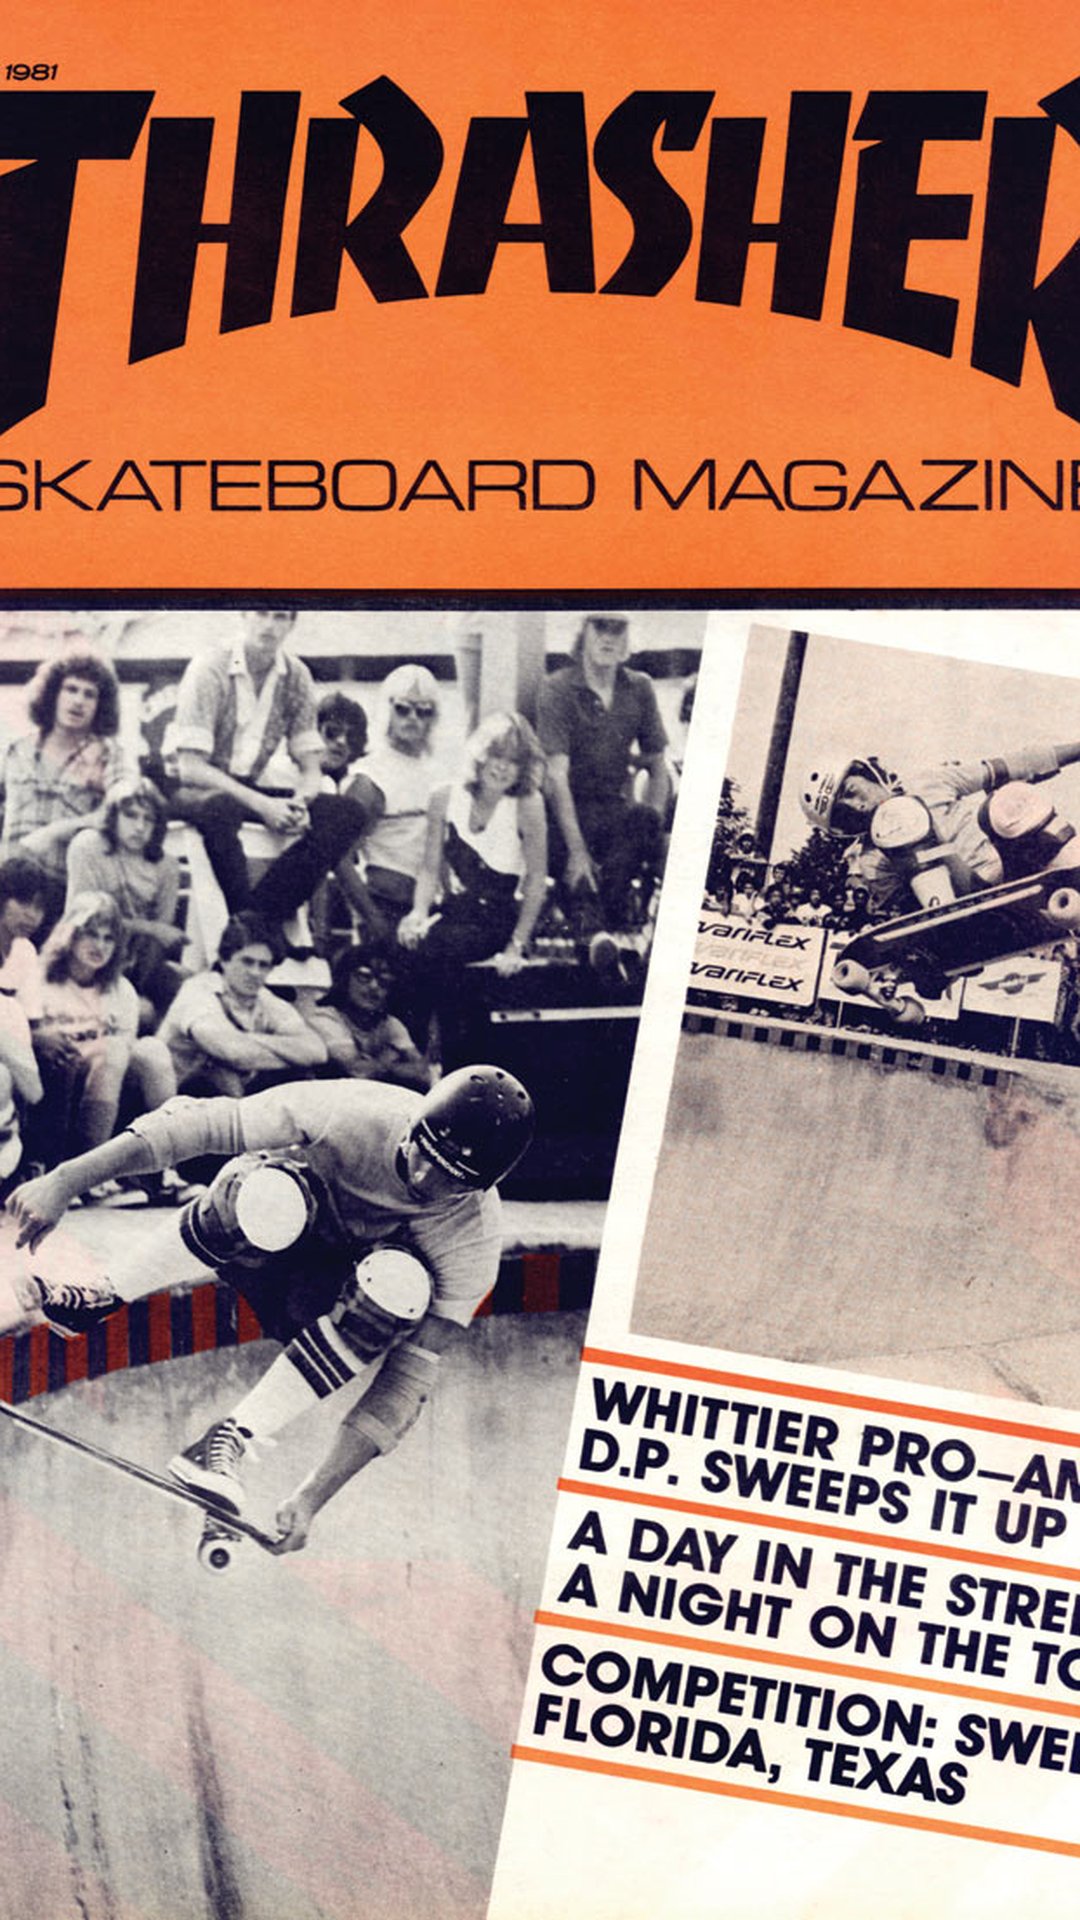 1981
THRASHER
SKATEBOARD MAGAZINE
variflex
variflex
variflex
WHITTIER PRO–AM
D.P. SWEEPS IT UP
A DAY IN THE STREE
A NIGHT ON THE TO
COMPETITION: SWE
FLORIDA, TEXAS